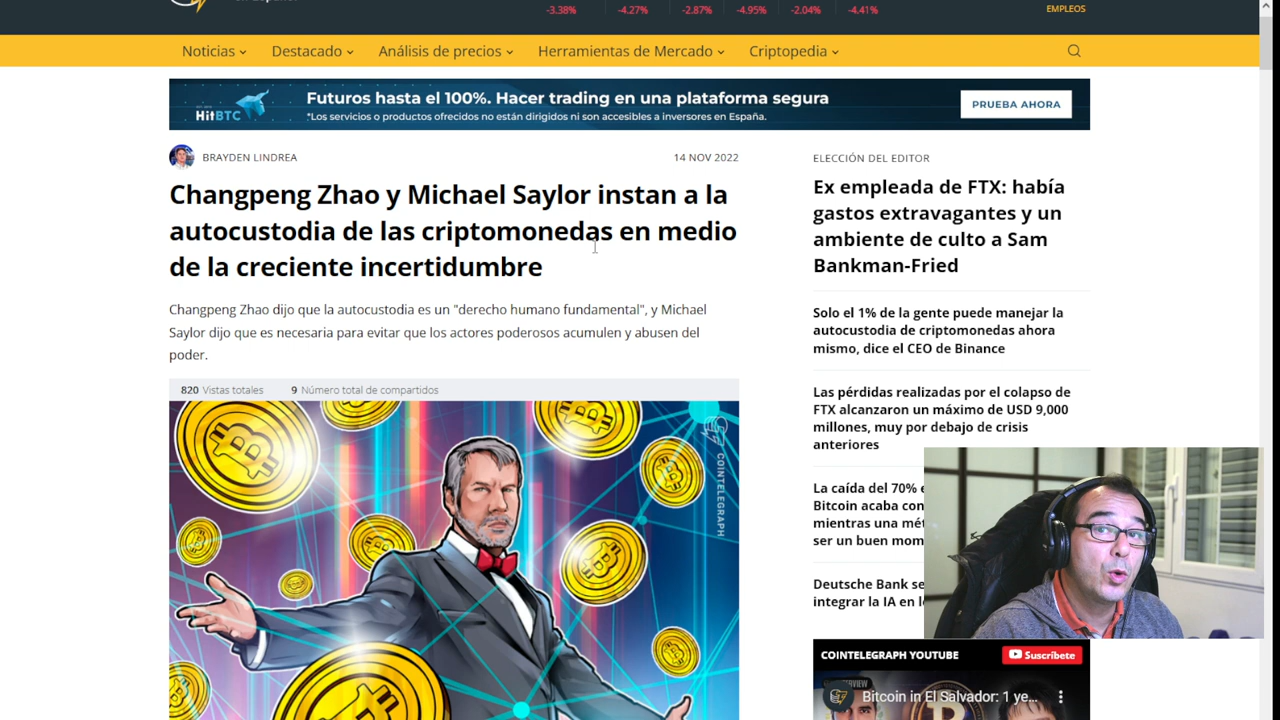 -3.38%
-4.27%
-2.87%
-4.95%
-2.04%
-4.41%
EMPLEOS
Noticias
Destacado
Análisis de precios
Herramientas de Mercado
Criptopedia
HitBTC
Futuros hasta el 100%. Hacer trading en una plataforma segura
*Los servicios o productos ofrecidos no están dirigidos ni son accesibles a inversores en España.
PRUEBA AHORA
BRAYDEN LINDREA
14 NOV 2022
Changpeng Zhao y Michael Saylor instan a la
autocustodia de las criptomonedas en medio
de la creciente incertidumbre
Changpeng Zhao dijo que la autocustodia es un "derecho humano fundamental", y Michael
Saylor dijo que es necesaria para evitar que los actores poderosos acumulen y abusen del
poder.
820 Vistas totales
9 Número total de compartidos
COINTELEGRAPH
ELECCIÓN DEL EDITOR
Ex empleada de FTX: había
gastos extravagantes y un
ambiente de culto a Sam
Bankman-Fried
Solo el 1% de la gente puede manejar la
autocustodia de criptomonedas ahora
mismo, dice el CEO de Binance
Las pérdidas realizadas por el colapso de
FTX alcanzaron un máximo de USD 9,000
millones, muy por debajo de crisis
anteriores
La caída del 70%
Bitcoin acaba con
mientras una
ser un buen
Deutsche Bank
integrar la IA en
COINTELEGRAPH YOUTUBE
Suscríbete
Bitcoin in El Salvador: 1 ye...